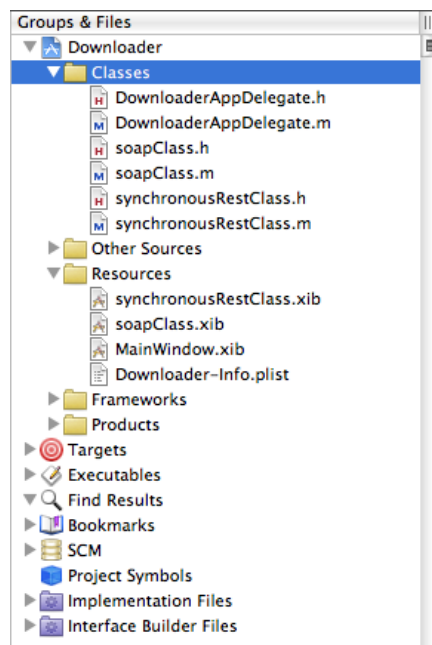 Groups & Files
Downloader
Classes
DownloaderAppDelegate.h
DownloaderAppDelegate.m
soapClass.h
soapClass.m
synchronousRestClass.h
synchronousRestClass.m
Other Sources
Resources
synchronousRestClass.xib
soapClass.xib
MainWindow.xib
Downloader-Info.plist
Frameworks
Products
Targets
Executables
Find Results
Bookmarks
SCM
Project Symbols
Implementation Files
Interface Builder Files